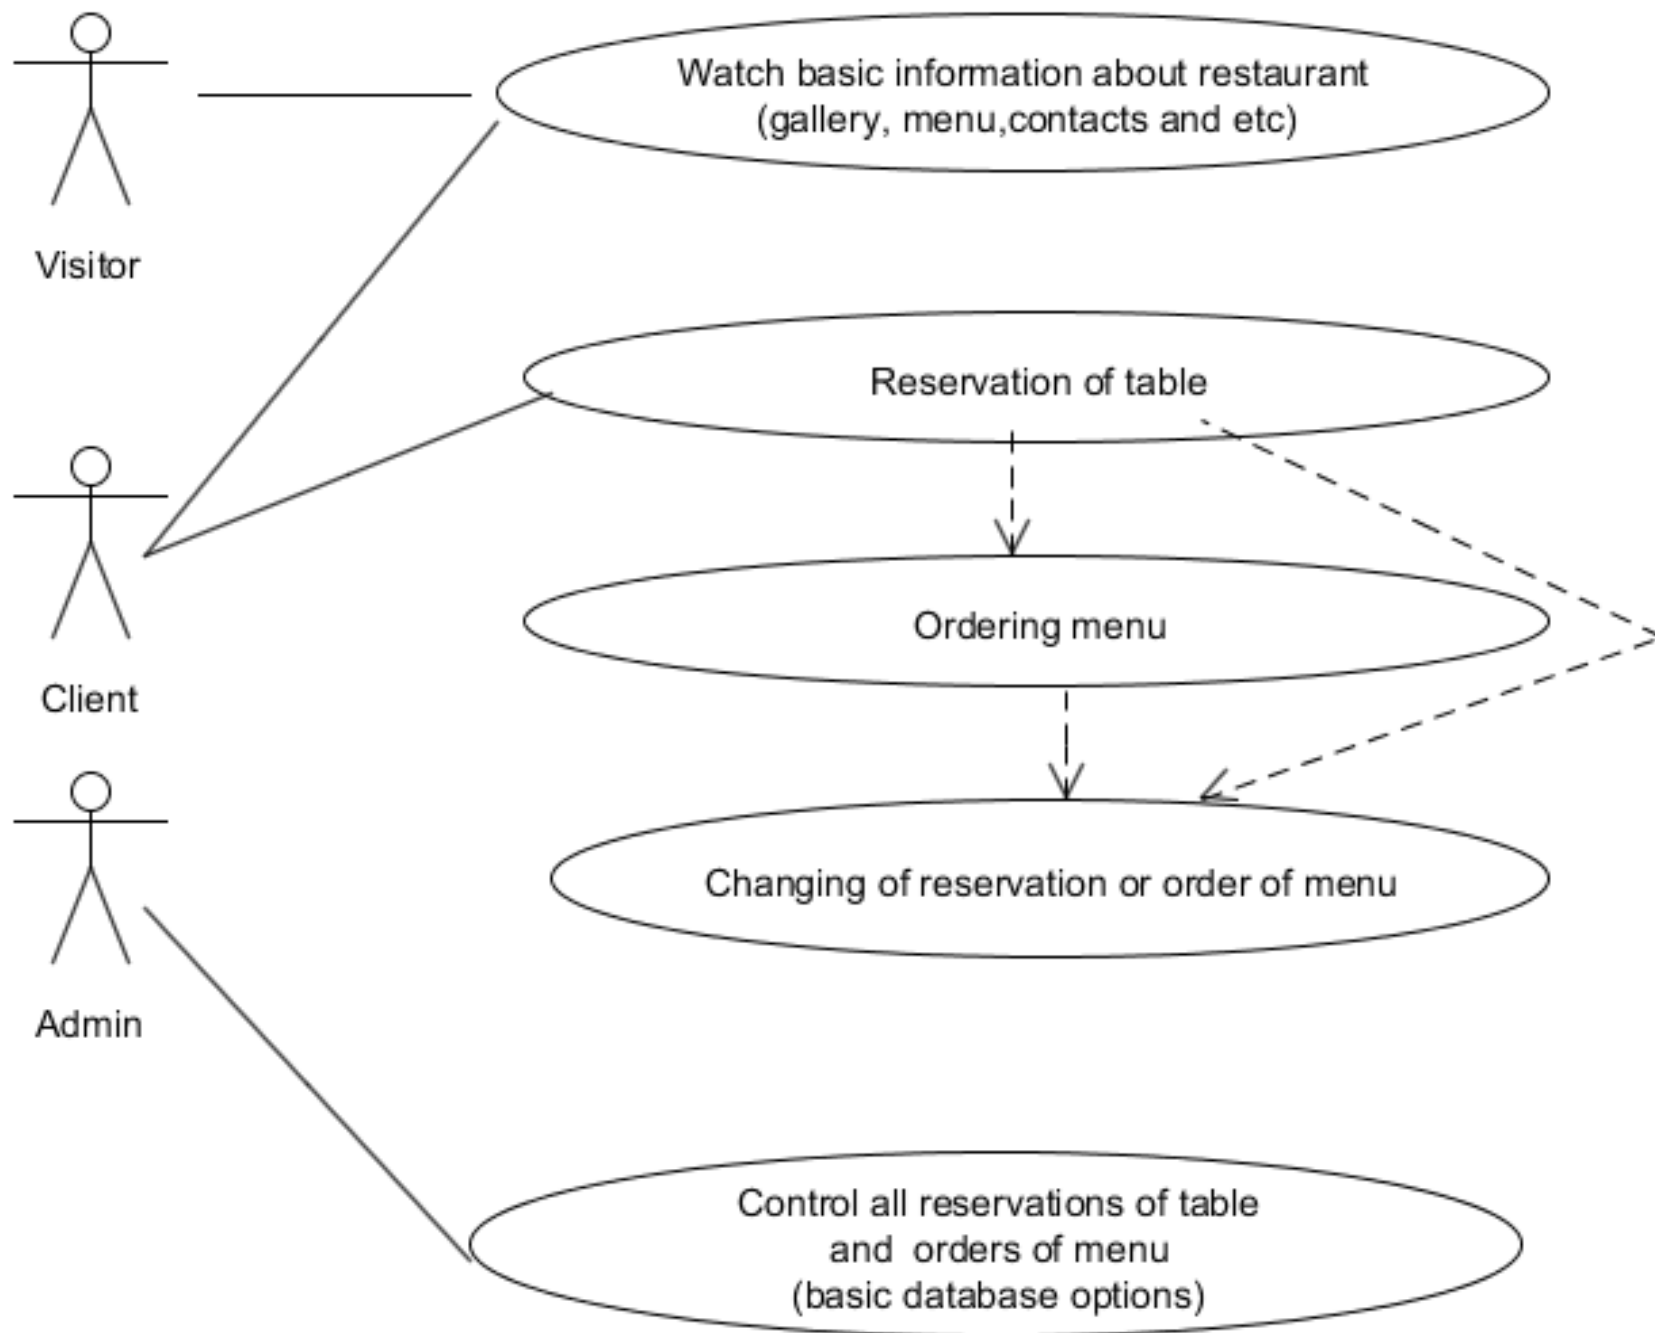 Watch basic information about restaurant
(gallery, menu,contacts and etc)
Visitor
Reservation of table
Ordering menu
Client
Changing of reservation or order of menu
Admin
Control all reservations of table
and orders of menu
(basic database options)